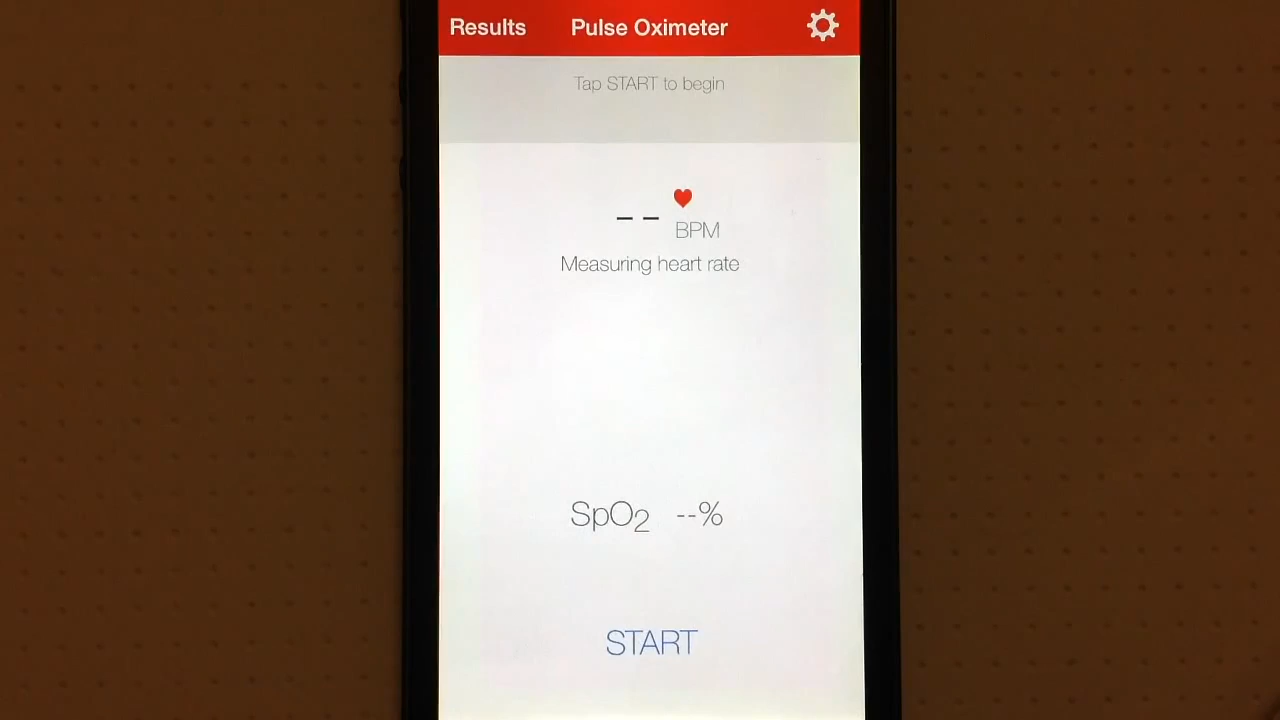 Results Pulse Oximeter
Tap START to begin
--
BPM
Measuring heart rate
SpO2 --%
START